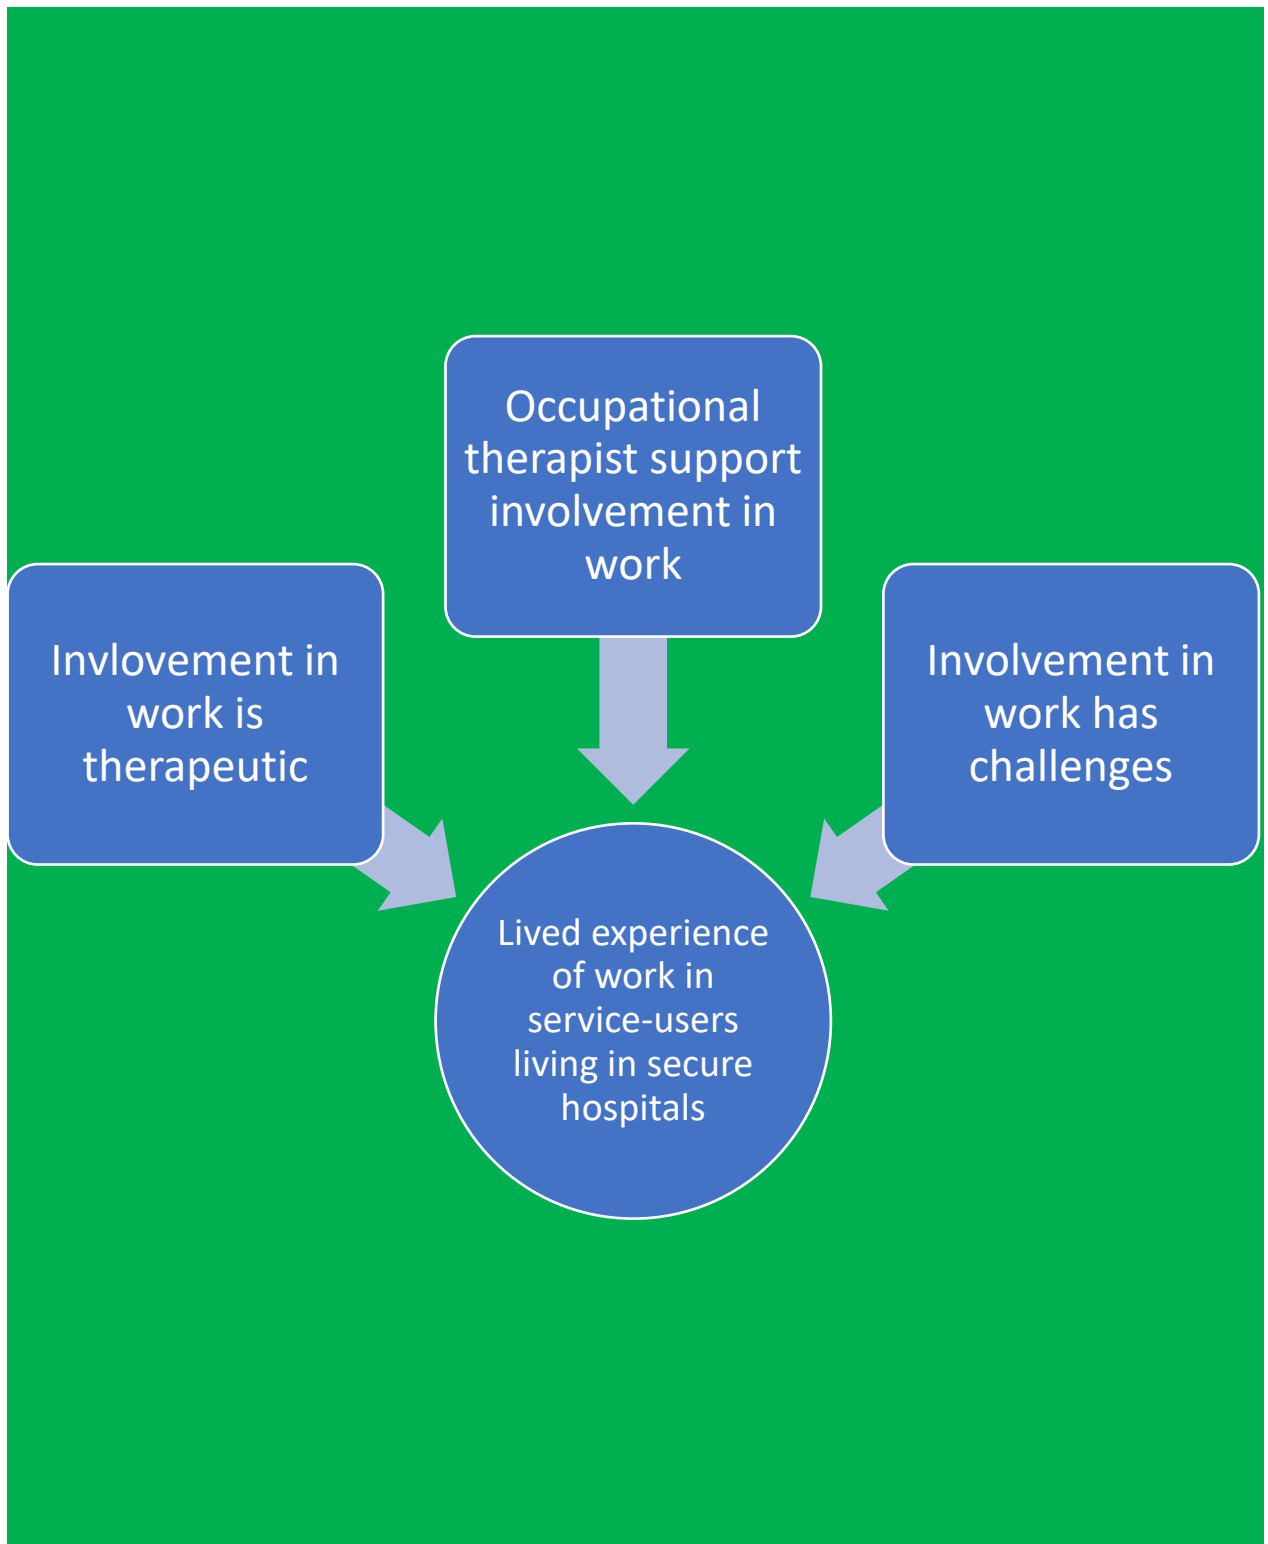 Occupational
therapist support
involvement in
work
Invlovement in
work is
therapeutic
Involvement in
work has
challenges
Lived experience
of work in
service-users
living in secure
hospitals